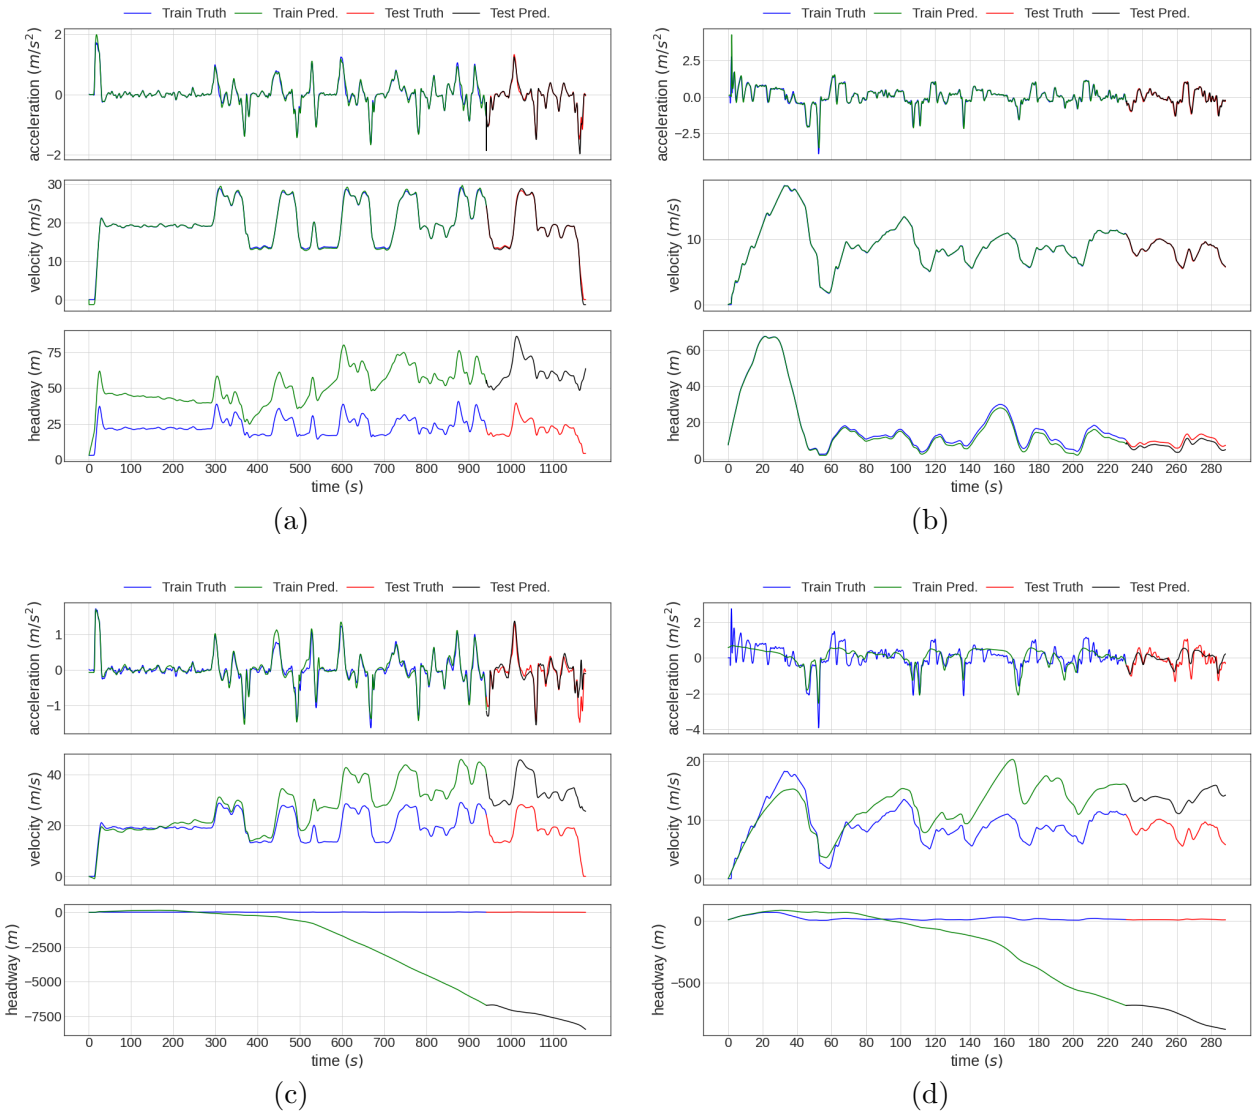 Train Truth Train Pred. Test Truth Test Pred.
acceleration (m/s²)
2
0
−2
velocity (m/s)
30
20
10
0
headway (m)
75
50
25
0
0 100 200 300 400 500 600 700 800 900 1000 1100
time (s)
(a)
Train Truth Train Pred. Test Truth Test Pred.
acceleration (m/s²)
2.5
0.0
−2.5
velocity (m/s)
10
0
headway (m)
60
40
20
0
0 20 40 60 80 100 120 140 160 180 200 220 240 260 280
time (s)
(b)
Train Truth Train Pred. Test Truth Test Pred.
acceleration (m/s²)
1
0
−1
velocity (m/s)
40
20
0
headway (m)
0
−2500
−5000
−7500
0 100 200 300 400 500 600 700 800 900 1000 1100
time (s)
(c)
Train Truth Train Pred. Test Truth Test Pred.
acceleration (m/s²)
2
0
−2
−4
velocity (m/s)
20
10
0
headway (m)
0
−500
0 20 40 60 80 100 120 140 160 180 200 220 240 260 280
time (s)
(d)